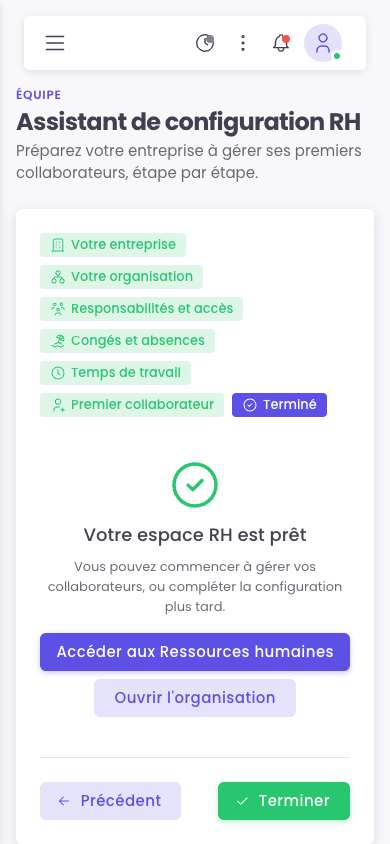 ÉQUIPE
Assistant de configuration RH
Préparez votre entreprise à gérer ses premiers
collaborateurs, étape par étape.
Votre entreprise
Votre organisation
Responsabilités et accès
Congés et absences
Temps de travail
Premier collaborateur
Terminé
Votre espace RH est prêt
Vous pouvez commencer à gérer vos
collaborateurs, ou compléter la configuration
plus tard.
Accéder aux Ressources humaines
Ouvrir l'organisation
Précédent
Terminer